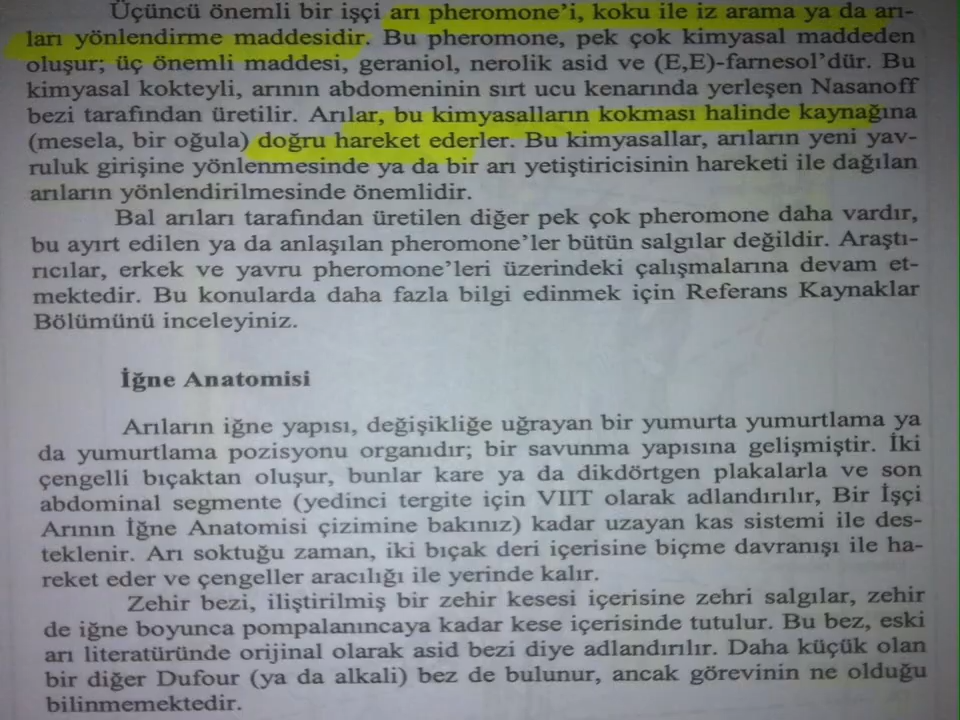 Üçüncü önemli bir işçi arı pheromone'i, koku ile iz arama ya da arı-
ları yönlendirme maddesidir. Bu pheromone, pek çok kimyasal maddeden
oluşur; üç önemli maddesi, geraniol, nerolik asid ve (E,E)-farnesol'dür. Bu
kimyasal kokteyli, arının abdomeninin sırt ucu kenarında yerleşen Nasanoff
bezi tarafından üretilir. Arılar, bu kimyasalların kokması halinde kaynağına
(mesela, bir oğula) doğru hareket ederler. Bu kimyasallar, arıların yeni yav-
ruluk girişine yönlenmesinde ya da bir arı yetiştiricisinin hareketi ile dağılan
arıların yönlendirilmesinde önemlidir.
Bal arıları tarafından üretilen diğer pek çok pheromone daha vardır,
bu ayırt edilen ya da anlaşılan pheromone'ler bütün salgılar değildir. Araştı-
rıcılar, erkek ve yavru pheromone'leri üzerindeki çalışmalarına devam et-
mektedir. Bu konularda daha fazla bilgi edinmek için Referans Kaynaklar
Bölümünü inceleyiniz.
İğne Anatomisi
Arıların iğne yapısı, değişikliğe uğrayan bir yumurta yumurtlama ya
da yumurtlama pozisyonu organıdır; bir savunma yapısına gelişmiştir. İki
çengelli bıçaktan oluşur, bunlar kare ya da dikdörtgen plakalarla ve son
abdominal segmente (yedinci tergite için VIIT olarak adlandırılır, Bir İşçi
Arının İğne Anatomisi çizimine bakınız) kadar uzayan kas sistemi ile des-
teklenir. Arı soktuğu zaman, iki bıçak deri içerisine biçme davranışı ile ha-
reket eder ve çengeller aracılığı ile yerinde kalır.
Zehir bezi, iliştirilmiş bir zehir kesesi içerisine zehri salgılar, zehir
de iğne boyunca pompalanıncaya kadar kese içerisinde tutulur. Bu bez, eski
arı literatüründe orijinal olarak asid bezi diye adlandırılır. Daha küçük olan
bir diğer Dufour (ya da alkali) bez de bulunur, ancak görevinin ne olduğu
bilinmemektedir.